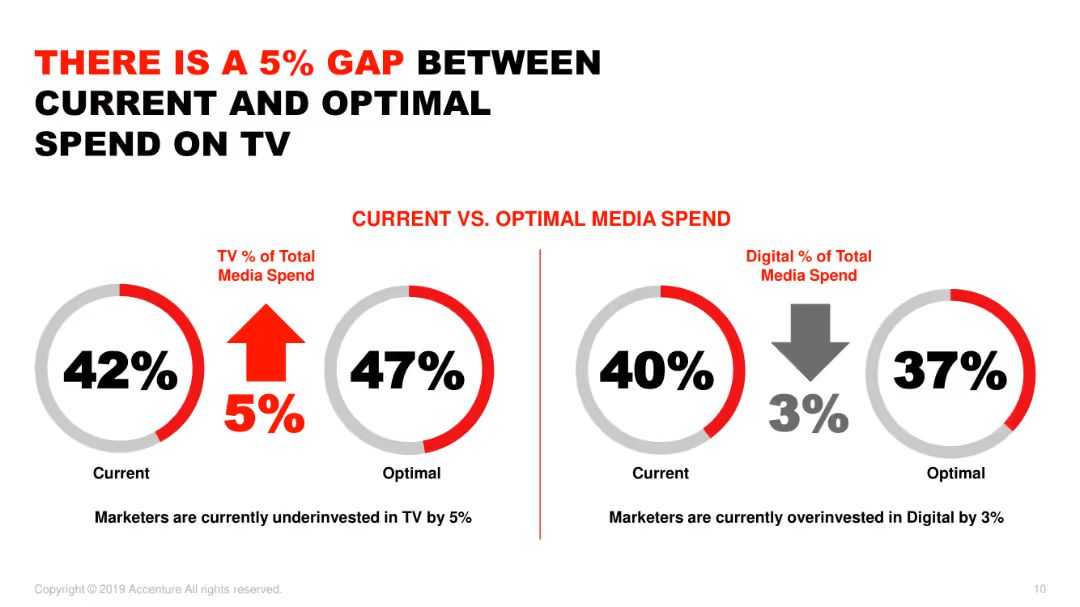 THERE IS A 5% GAP BETWEEN
CURRENT AND OPTIMAL
SPEND ON TV
CURRENT VS. OPTIMAL MEDIA SPEND
TV % of Total
Media Spend
42%
5%
47%
Current
Optimal
Marketers are currently underinvested in TV by 5%
Digital % of Total
Media Spend
40%
3%
37%
Current
Optimal
Marketers are currently overinvested in Digital by 3%
Copyright © 2019 Accenture All rights reserved.
10